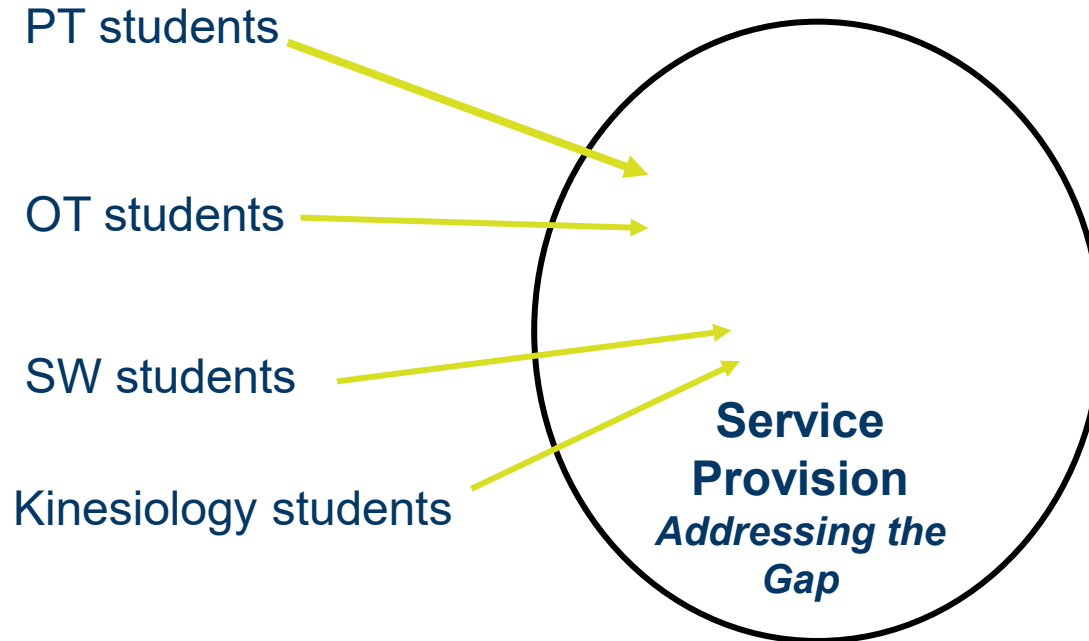 PT students
OT students
SW students
Kinesiology students
Service
Provision
Addressing the
Gap